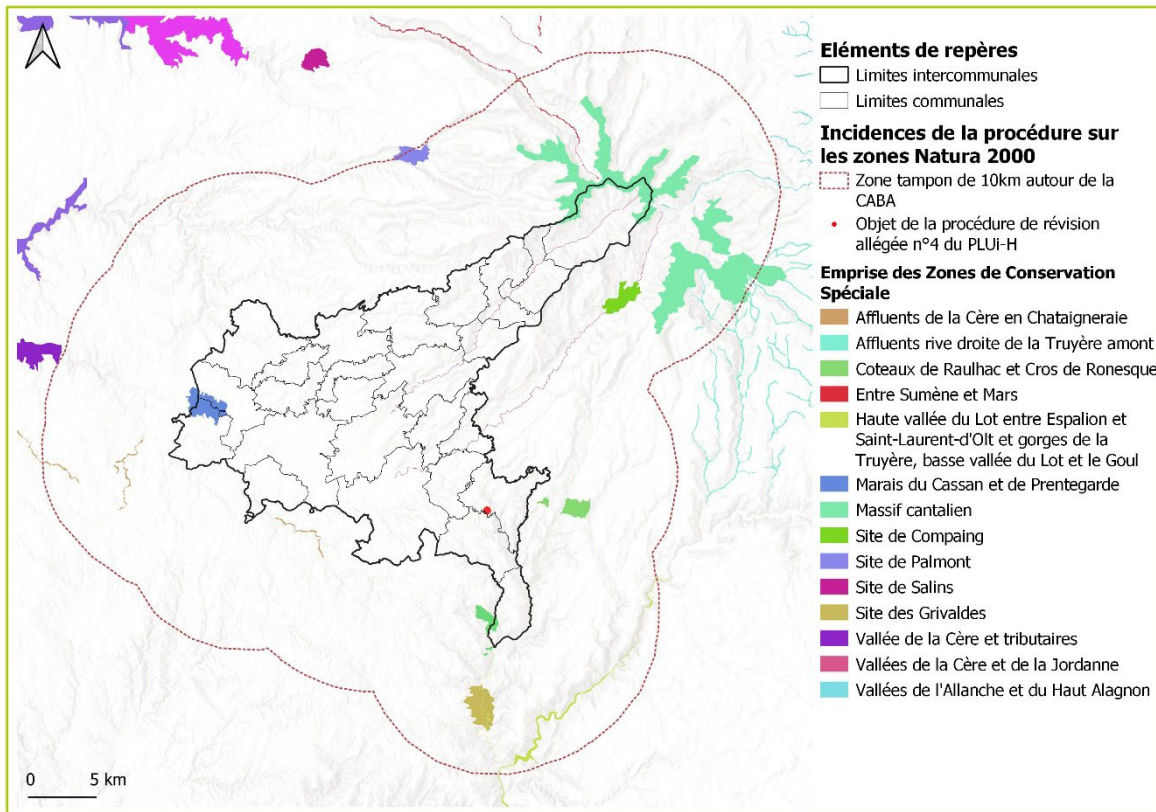 Eléments de repères
Limites intercommunales
Limites communales
Incidences de la procédure sur
les zones Natura 2000
Zone tampon de 10km autour de la
CABA
Objet de la procédure de révision
allégée n°4 du PLUi-H
Emprise des Zones de Conservation
Spéciale
Affluents de la Cère en Chataigneraie
Affluents rive droite de la Truyère amont
Coteaux de Raulhac et Cros de Ronesque
Entre Sumène et Mars
Haute vallée du Lot entre Espalion et
Saint-Laurent-d'Olt et gorges de la
Truyère, basse vallée du Lot et le Goul
Marais du Cassan et de Prentegarde
Massif cantalien
Site de Compaing
Site de Palmont
Site de Salins
Site des Grivaldes
Vallée de la Cère et tributaires
Vallées de la Cère et de la Jordanne
Vallées de l'Allanche et du Haut Alagnon
0 5 km